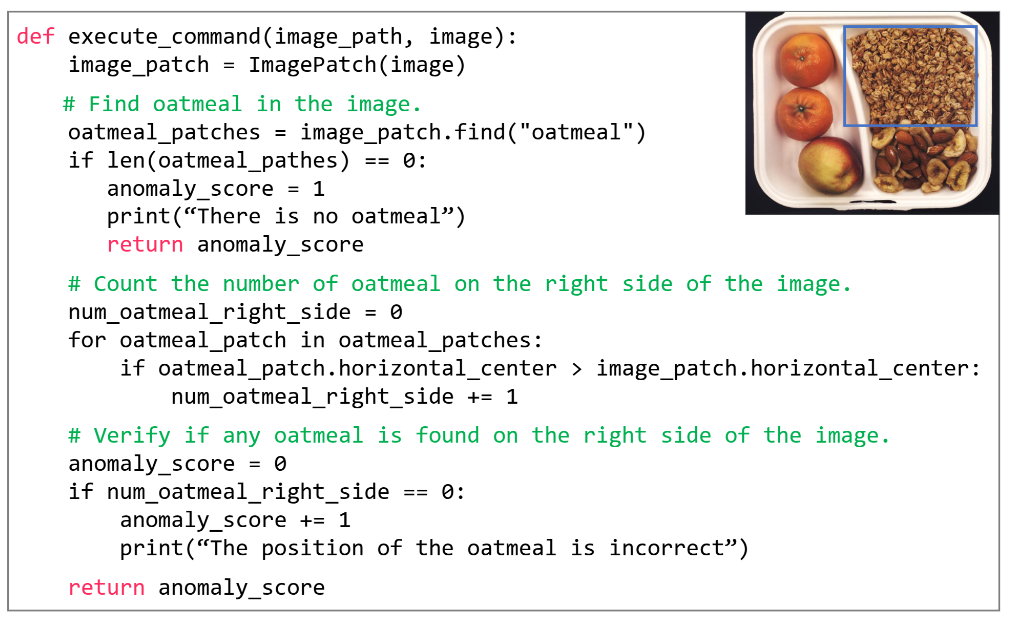 def execute_command(image_path, image):
image_patch = ImagePatch(image)
# Find oatmeal in the image.
oatmeal_patches = image_patch.find("oatmeal")
if len(oatmeal_pathes) == 0:
anomaly_score = 1
print(“There is no oatmeal”)
return anomaly_score
# Count the number of oatmeal on the right side of the image.
num_oatmeal_right_side = 0
for oatmeal_patch in oatmeal_patches:
if oatmeal_patch.horizontal_center > image_patch.horizontal_center:
num_oatmeal_right_side += 1
# Verify if any oatmeal is found on the right side of the image.
anomaly_score = 0
if num_oatmeal_right_side == 0:
anomaly_score += 1
print(“The position of the oatmeal is incorrect”)
return anomaly_score